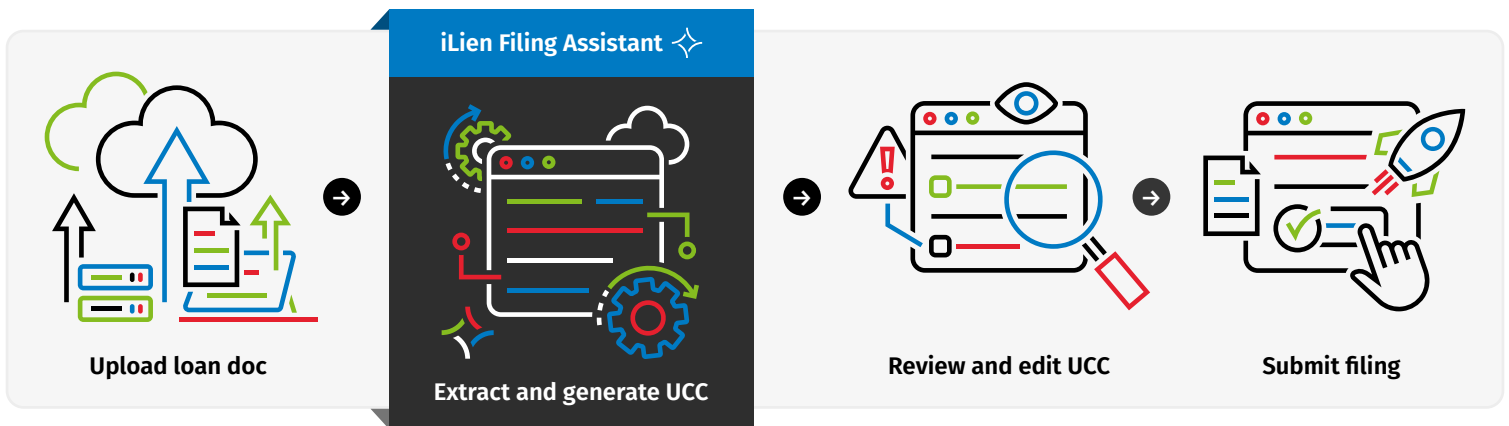 iLien Filing Assistant
Upload loan doc
Extract and generate UCC
Review and edit UCC
Submit filing